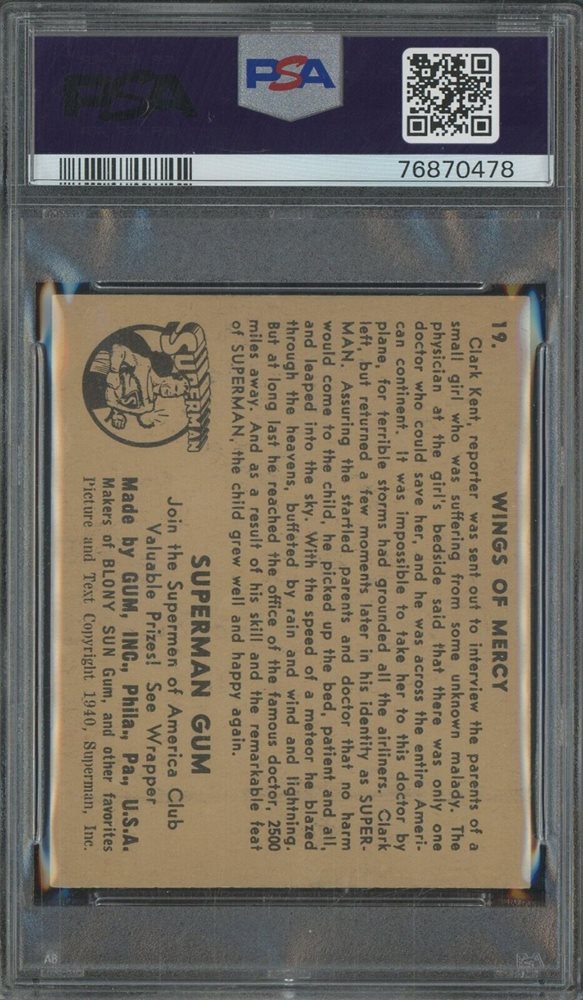 PSA
PSA
76870478
19. WINGS OF MERCY
Clark Kent, reporter was sent out to interview the parents of a
small girl who was suffering from some unknown malady. The
physician at the girl's bedside said that there was only one
doctor who could save her, and he was across the entire Ameri-
can continent. It was impossible to take her to this doctor by
plane, for terrible storms had grounded all the airliners. Clark
left, but returned a few moments later in his identity as SUPER-
MAN. Assuring the startled parents and doctor that no harm
would come to the child, he picked up the bed, patient and all,
and leaped into the sky. With the speed of a meteor he blazed
through the heavens, buffeted by rain and wind and lightning.
But at long last he reached the office of the famous doctor, 2500
miles away. And as a result of his skill and the remarkable feat
of SUPERMAN, the child grew well and happy again.
SUPERMAN
SUPERMAN GUM
Join the Supermen of America Club
Valuable Prizes! See Wrapper
Made by GUM, INC., Phila., Pa., U.S.A.
Makers of BLONY SUN Gum, and other favorites
Picture and Text Copyright 1940, Superman, Inc.
AB
PSA